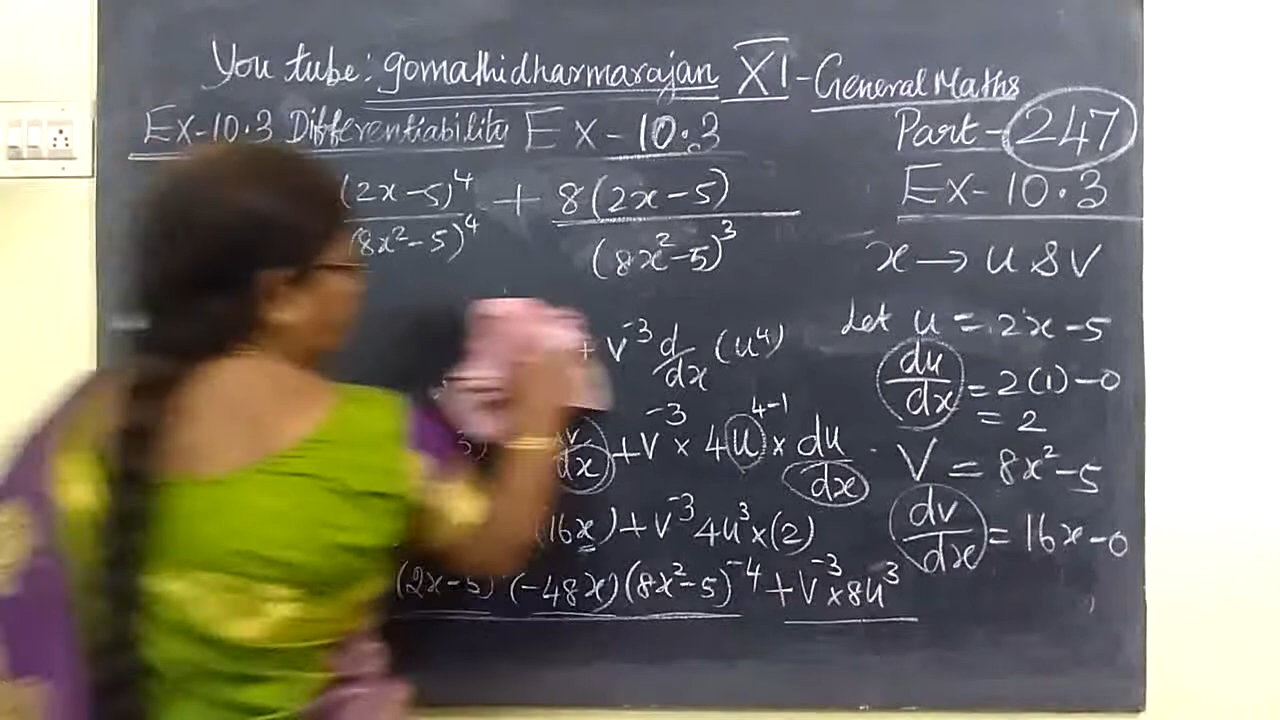 You tube: gomathidharmarajan XI - General Maths
Ex-10.3 Differentiability Ex-10.3
Part-247
Ex-10.3
(2x-5)⁴ + 8(2x-5)
(8x²-5)⁴ (8x²-5)³
x → u & v
Let u = 2x-5
+ v⁻³ d/dx (u⁴)
du/dx = 2(1)-0
= 2
dv/dx + v⁻³ × 4u⁴⁻¹ × du/dx
v = 8x²-5
(16x) + v⁻³ 4u³×(2)
dv/dx = 16x-0
(2x-5) (-48x)(8x²-5)⁻⁴ + v⁻³×8u³